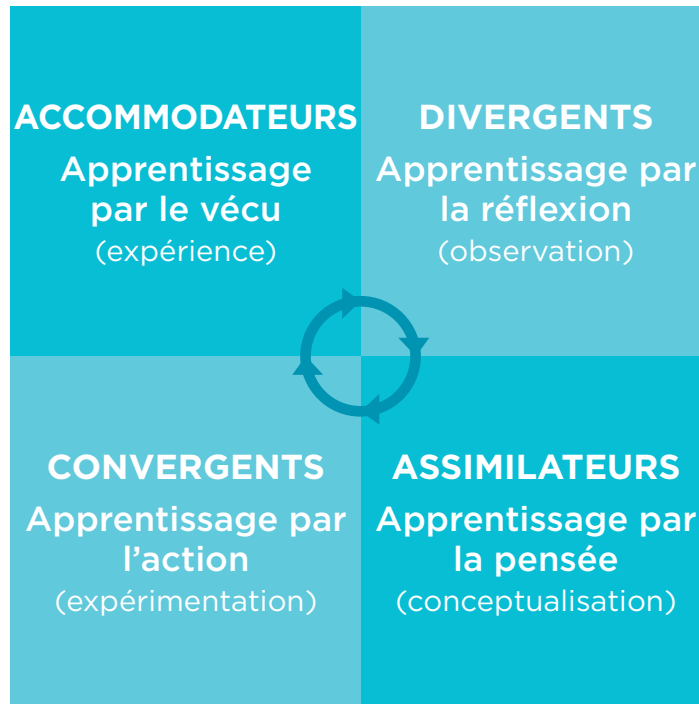 ACCOMMODATEURS
Apprentissage
par le vécu
(expérience)
DIVERGENTS
Apprentissage par
la réflexion
(observation)
CONVERGENTS
Apprentissage par
l’action
(expérimentation)
ASSIMILATEURS
Apprentissage par
la pensée
(conceptualisation)